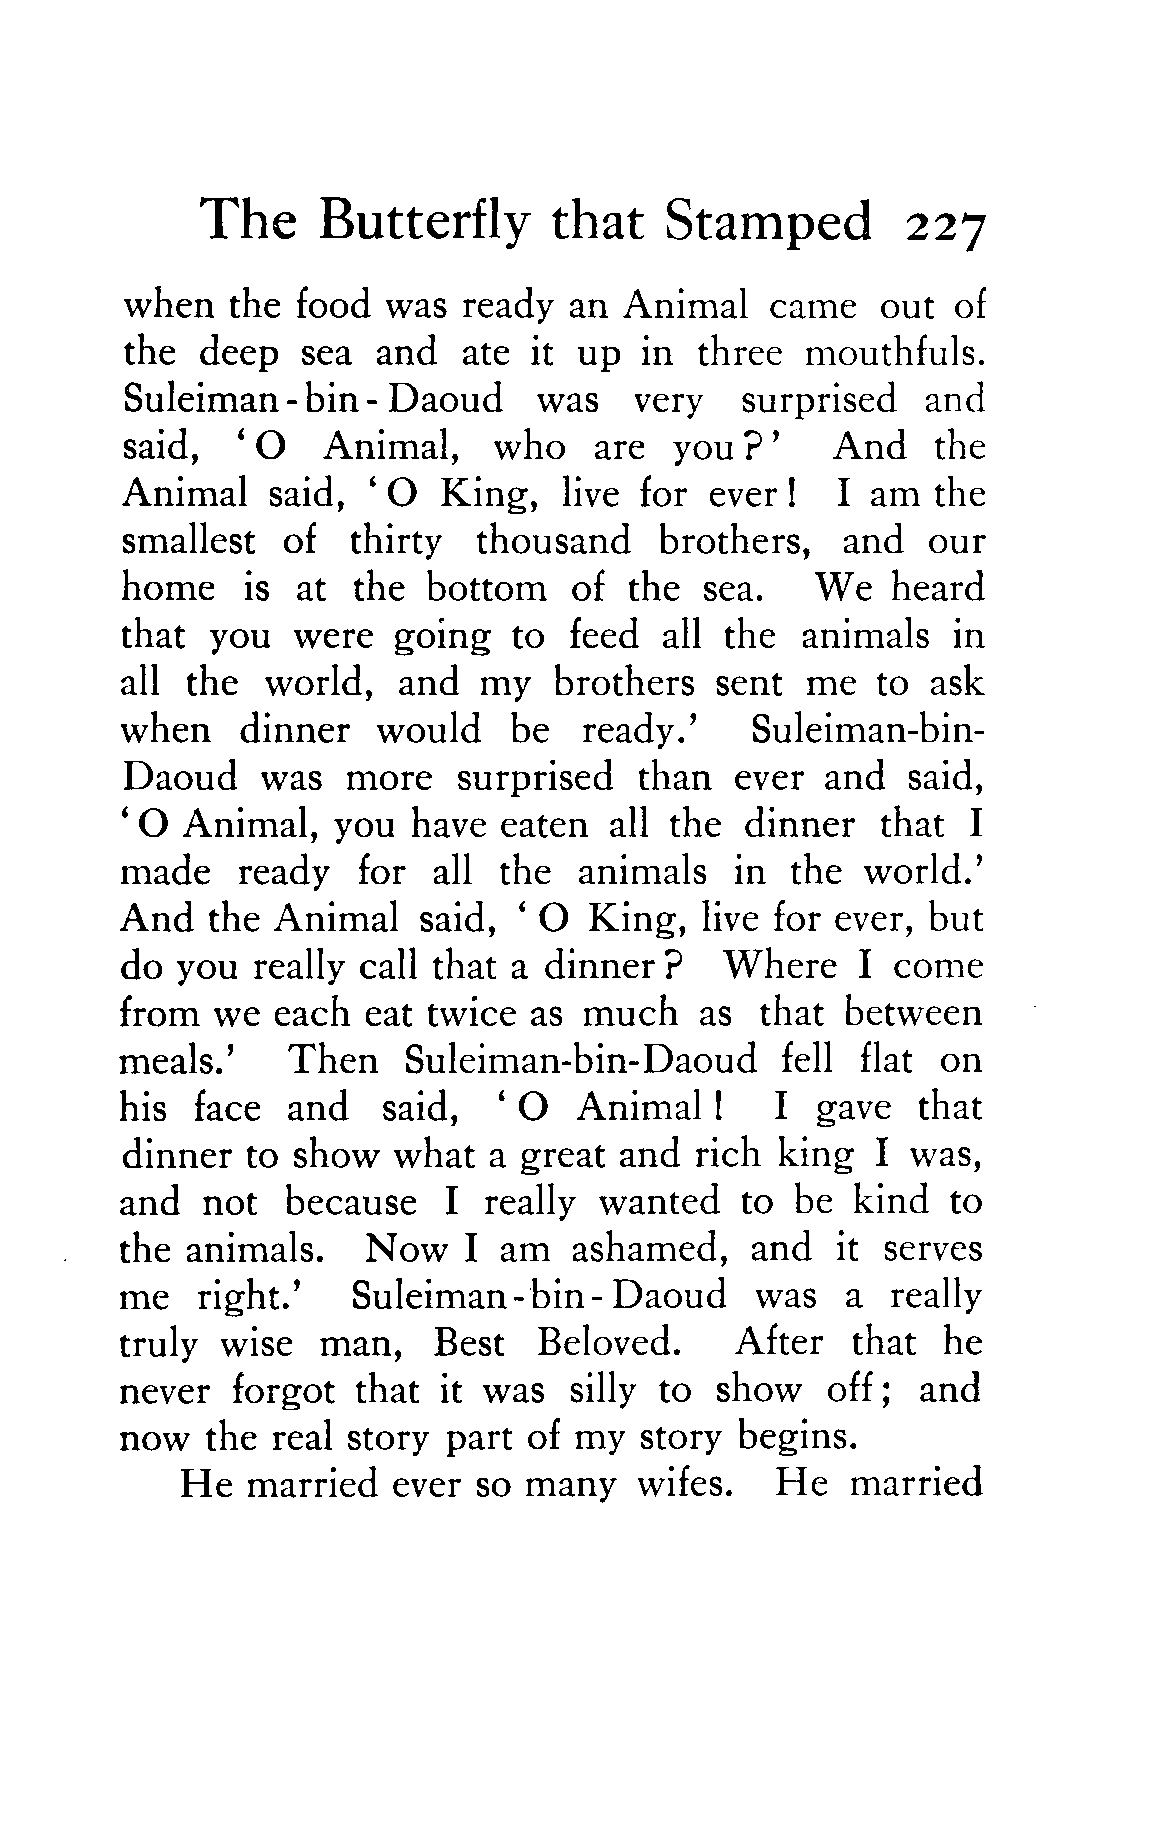 The Butterfly that Stamped 227
when the food was ready an Animal came out of
the deep sea and ate it up in three mouthfuls.
Suleiman-bin-Daoud was very surprised and
said, ‘O Animal, who are you?’ And the
Animal said, ‘O King, live for ever! I am the
smallest of thirty thousand brothers, and our
home is at the bottom of the sea. We heard
that you were going to feed all the animals in
all the world, and my brothers sent me to ask
when dinner would be ready.’ Suleiman-bin-
Daoud was more surprised than ever and said,
‘O Animal, you have eaten all the dinner that I
made ready for all the animals in the world.’
And the Animal said, ‘O King, live for ever, but
do you really call that a dinner? Where I come
from we each eat twice as much as that between
meals.’ Then Suleiman-bin-Daoud fell flat on
his face and said, ‘O Animal! I gave that
dinner to show what a great and rich king I was,
and not because I really wanted to be kind to
the animals. Now I am ashamed, and it serves
me right.’ Suleiman-bin-Daoud was a really
truly wise man, Best Beloved. After that he
never forgot that it was silly to show off; and
now the real story part of my story begins.
He married ever so many wifes. He married